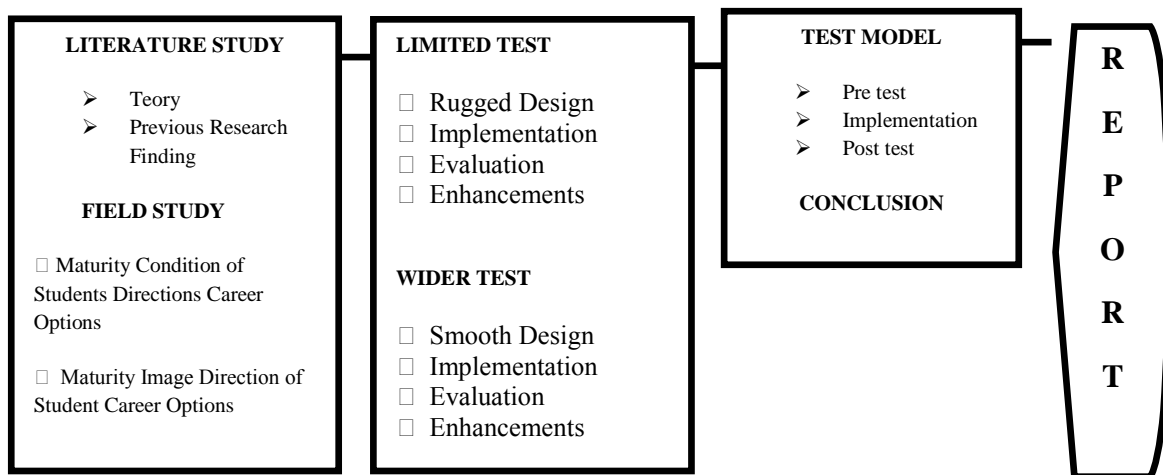 LITERATURE STUDY
➢ Teory
➢ Previous Research
Finding
FIELD STUDY
□ Maturity Condition of
Students Directions Career
Options
□ Maturity Image Direction of
Student Career Options
LIMITED TEST
□ Rugged Design
□ Implementation
□ Evaluation
□ Enhancements
WIDER TEST
□ Smooth Design
□ Implementation
□ Evaluation
□ Enhancements
TEST MODEL
➢ Pre test
➢ Implementation
➢ Post test
CONCLUSION
R
E
P
O
R
T